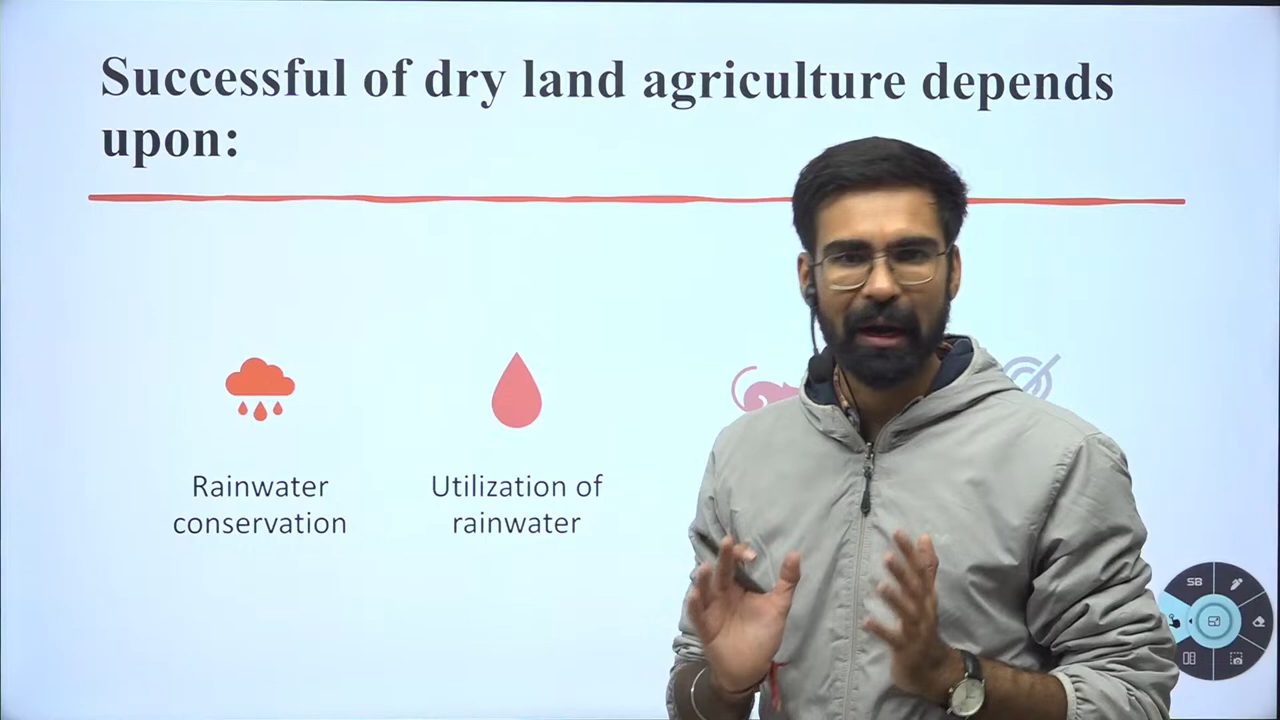 Successful of dry land agriculture depends
upon:
Rainwater
conservation
Utilization of
rainwater
SB